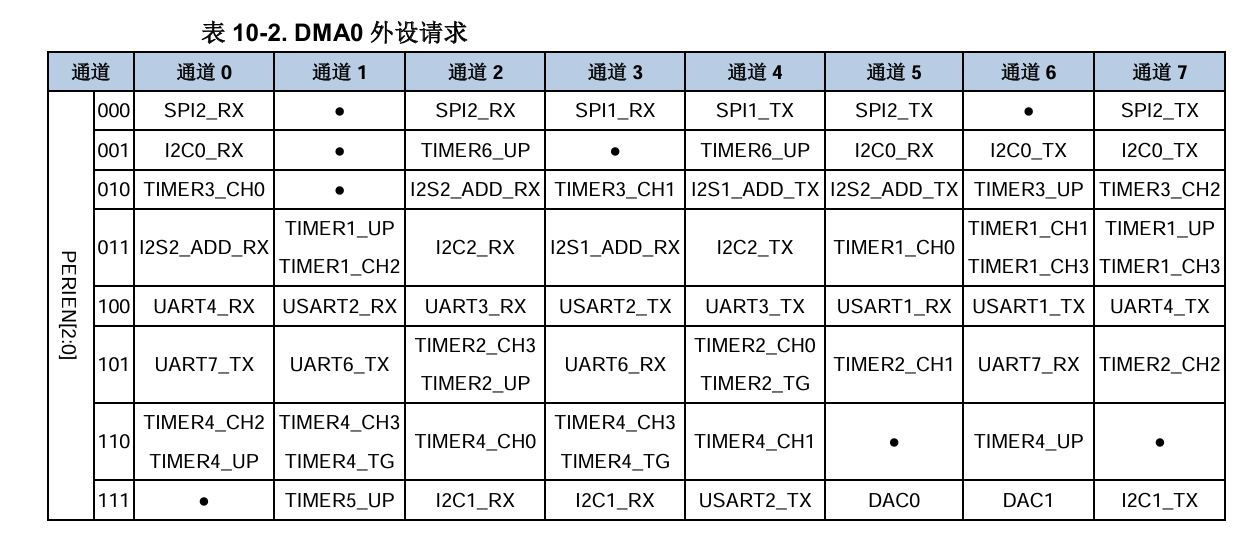 表 10-2. DMA0 外设请求
通道 通道 0 通道 1 通道 2 通道 3 通道 4 通道 5 通道 6 通道 7
PERIEN[2:0]
000 SPI2_RX ● SPI2_RX SPI1_RX SPI1_TX SPI2_TX ● SPI2_TX
001 I2C0_RX ● TIMER6_UP ● TIMER6_UP I2C0_RX I2C0_TX I2C0_TX
010 TIMER3_CH0 ● I2S2_ADD_RX TIMER3_CH1 I2S1_ADD_TX I2S2_ADD_TX TIMER3_UP TIMER3_CH2
011 I2S2_ADD_RX TIMER1_UP I2C2_RX I2S1_ADD_RX I2C2_TX TIMER1_CH0 TIMER1_CH1 TIMER1_UP
TIMER1_CH2 TIMER1_CH3 TIMER1_CH3
100 UART4_RX USART2_RX UART3_RX USART2_TX UART3_TX USART1_RX USART1_TX UART4_TX
101 UART7_TX UART6_TX TIMER2_CH3 UART6_RX TIMER2_CH0 TIMER2_CH1 UART7_RX TIMER2_CH2
TIMER2_UP TIMER2_TG
110 TIMER4_CH2 TIMER4_CH3 TIMER4_CH0 TIMER4_CH3 TIMER4_CH1 ● TIMER4_UP ●
TIMER4_UP TIMER4_TG TIMER4_TG
111 ● TIMER5_UP I2C1_RX I2C1_RX USART2_TX DAC0 DAC1 I2C1_TX